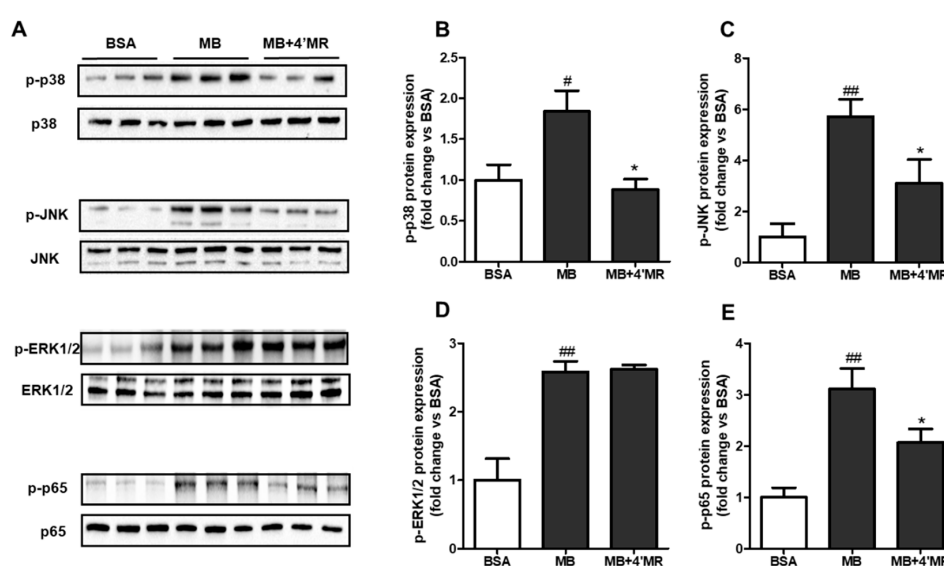 A
BSA MB MB+4'MR
p-p38
p38
p-JNK
JNK
p-ERK1/2
ERK1/2
p-p65
p65
B
p-p38 protein expression
(fold change vs BSA)
2.5
2.0
1.5
1.0
0.5
0.0
#
*
BSA MB MB+4'MR
C
p-JNK protein expression
(fold change vs BSA)
8
6
4
2
0
##
*
BSA MB MB+4'MR
D
p-ERK1/2 protein expression
(fold change vs BSA)
3
2
1
0
##
BSA MB MB+4'MR
E
p-p65 protein expression
(fold change vs BSA)
4
3
2
1
0
##
*
BSA MB MB+4'MR